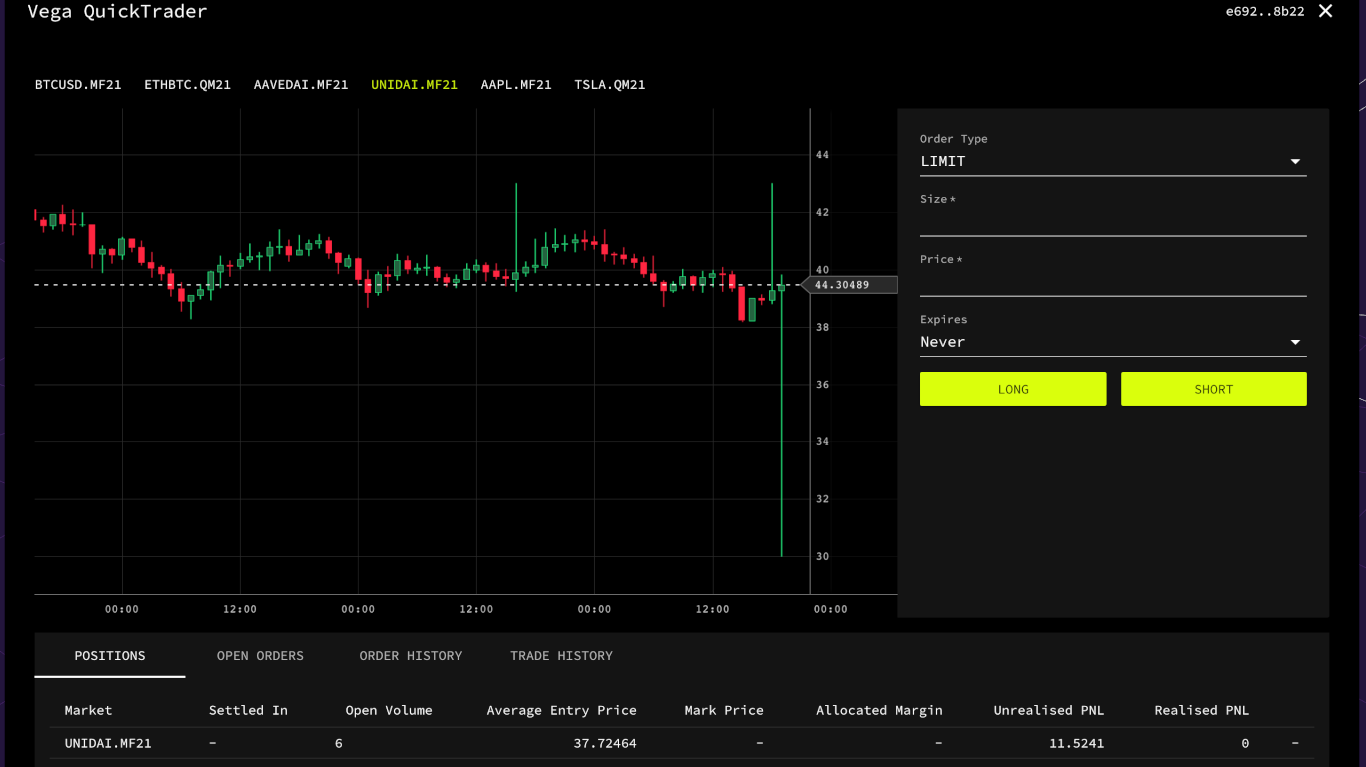 Vega QuickTrader
e692..8b22 ✕
BTCUSD.MF21 ETHBTC.QM21 AAVEDAI.MF21 UNIDAI.MF21 AAPL.MF21 TSLA.QM21
44
42
40
44.30489
38
36
34
32
30
00:00 12:00 00:00 12:00 00:00 12:00 00:00
Order Type
LIMIT
Size*
Price*
Expires
Never
LONG SHORT
POSITIONS OPEN ORDERS ORDER HISTORY TRADE HISTORY
Market Settled In Open Volume Average Entry Price Mark Price Allocated Margin Unrealised PNL Realised PNL
UNIDAI.MF21 – 6 37.72464 – – 11.5241 0 –